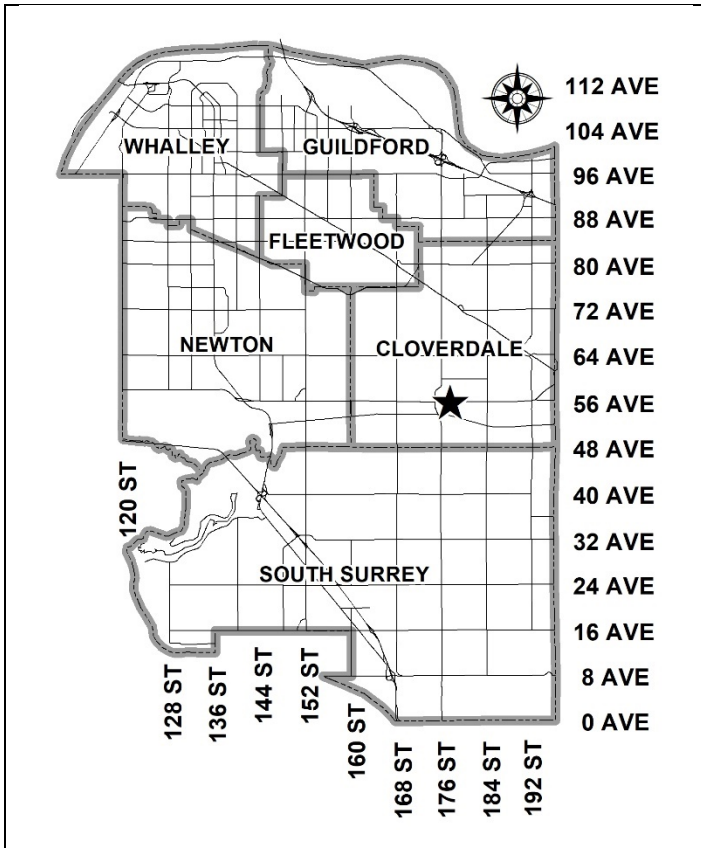 112 AVE
104 AVE
WHALLEY
GUILDFORD
96 AVE
88 AVE
FLEETWOOD
80 AVE
72 AVE
NEWTON
CLOVERDALE
64 AVE
56 AVE
48 AVE
120 ST
40 AVE
32 AVE
SOUTH SURREY
24 AVE
16 AVE
8 AVE
0 AVE
128 ST
136 ST
144 ST
152 ST
160 ST
168 ST
176 ST
184 ST
192 ST